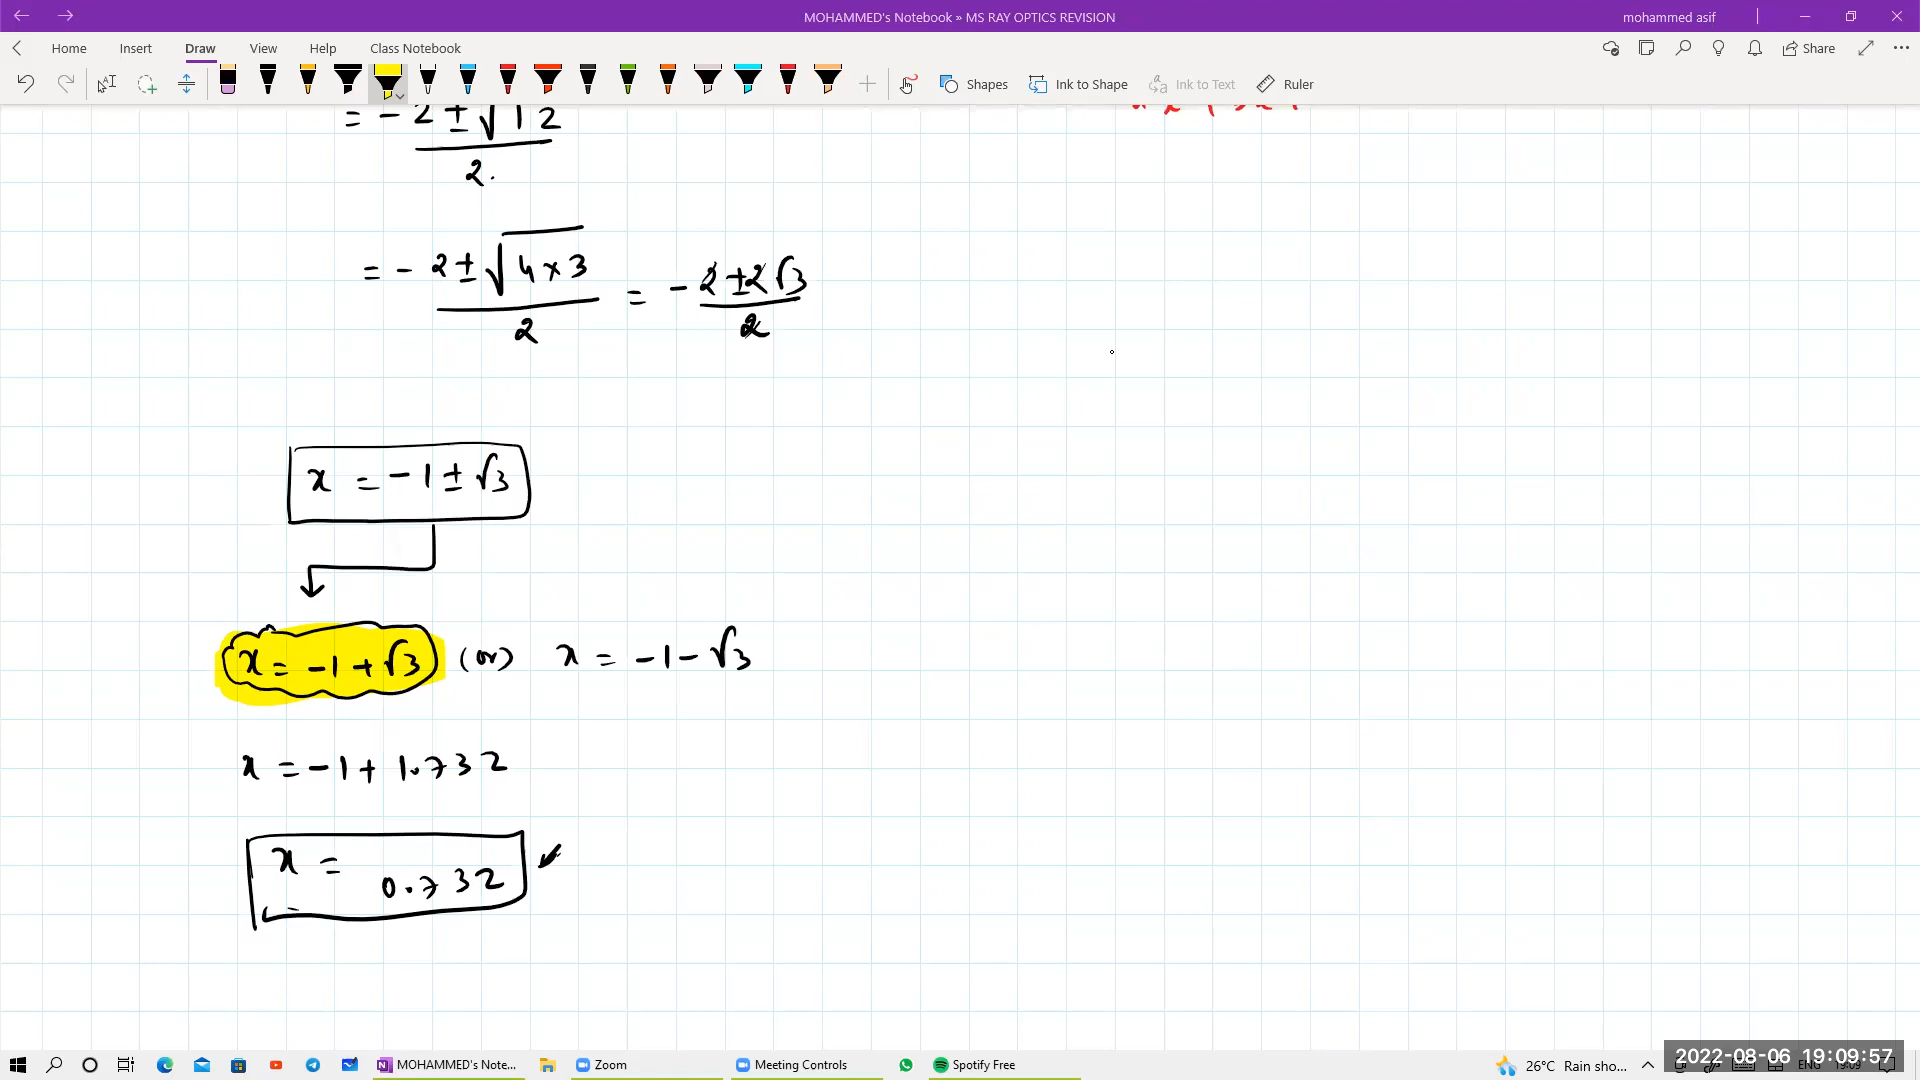 MOHAMMED's Notebook » MS RAY OPTICS REVISION
mohammed asif
Home Insert Draw View Help Class Notebook
Share
Shapes Ink to Shape Ink to Text Ruler
= - 2 ± √12
2.
= - 2 ± √4 × 3 = - 2 ± 2 √3
2 2
x = - 1 ± √3
x = -1 + √3 (or) x = -1 - √3
x = -1 + 1.732
x = 0.732
MOHAMMED's Note... Zoom Meeting Controls Spotify Free
26°C Rain sho...
2022-08-06 19:09:57